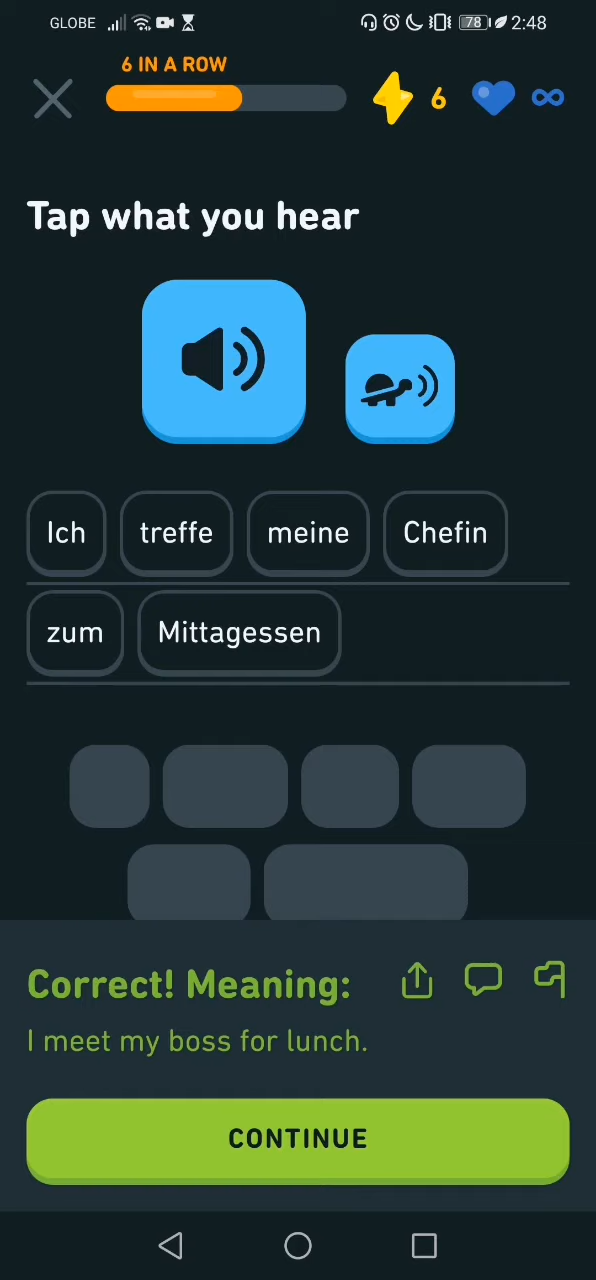 GLOBE 78 2:48
6 IN A ROW
6
Tap what you hear
Ich treffe meine Chefin
zum Mittagessen
Correct! Meaning:
I meet my boss for lunch.
CONTINUE